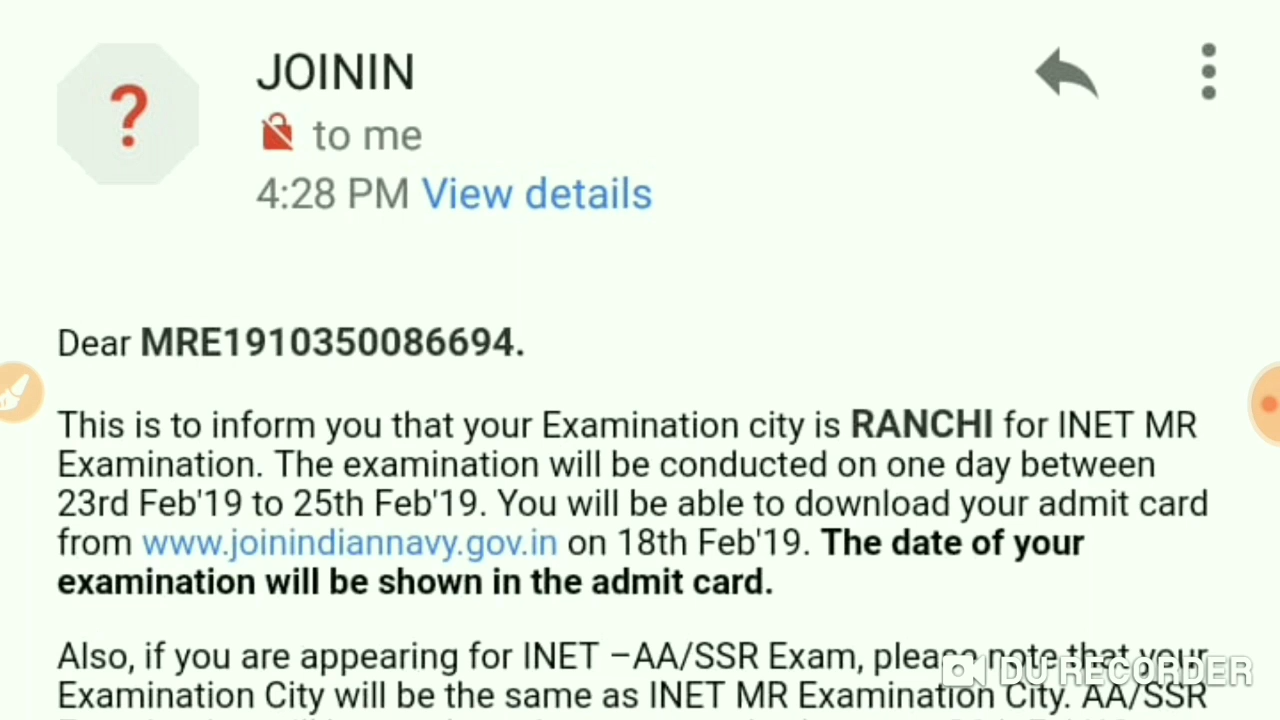 ?
JOININ
to me
4:28 PM View details
Dear MRE1910350086694.
This is to inform you that your Examination city is RANCHI for INET MR
Examination. The examination will be conducted on one day between
23rd Feb'19 to 25th Feb'19. You will be able to download your admit card
from www.joinindiannavy.gov.in on 18th Feb'19. The date of your
examination will be shown in the admit card.
Also, if you are appearing for INET –AA/SSR Exam, please note that your
DU RECORDER
Examination City will be the same as INET MR Examination City. AA/SSR